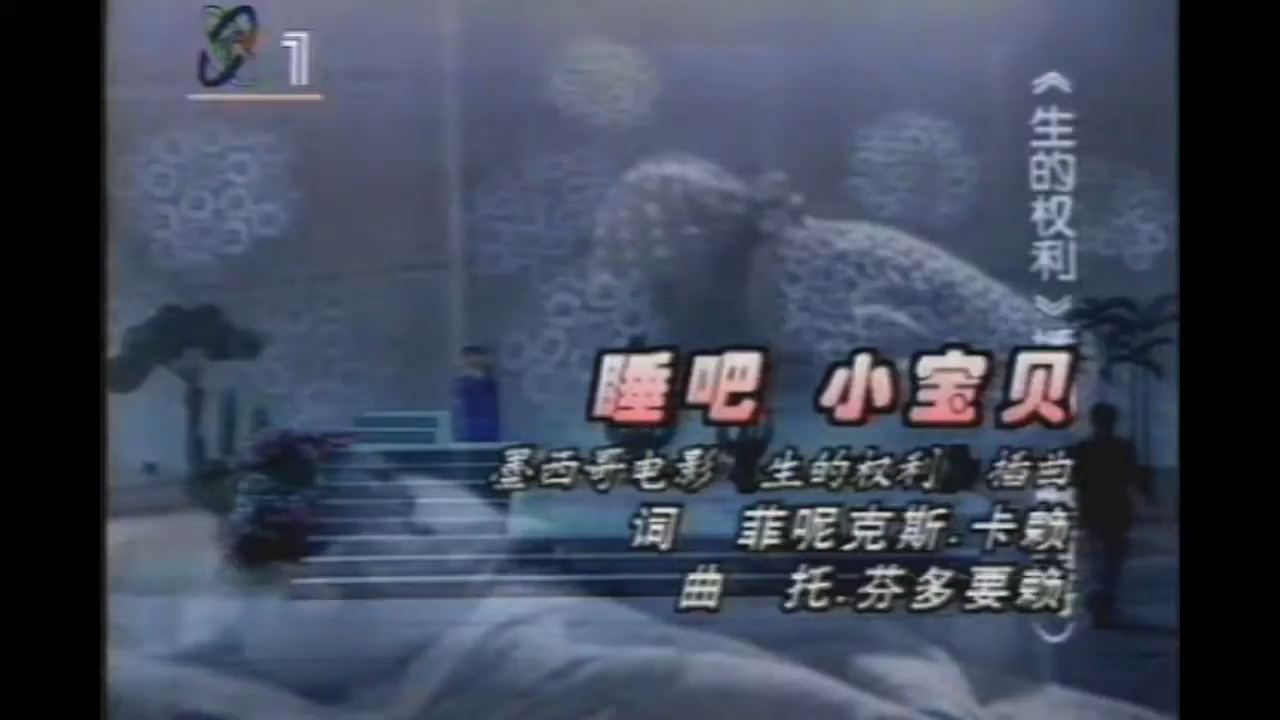 1
《生的权利》
睡吧 小宝贝
墨西哥电影 生的权利 插曲
词 菲呢克斯.卡赖
曲 托.芬多要赖